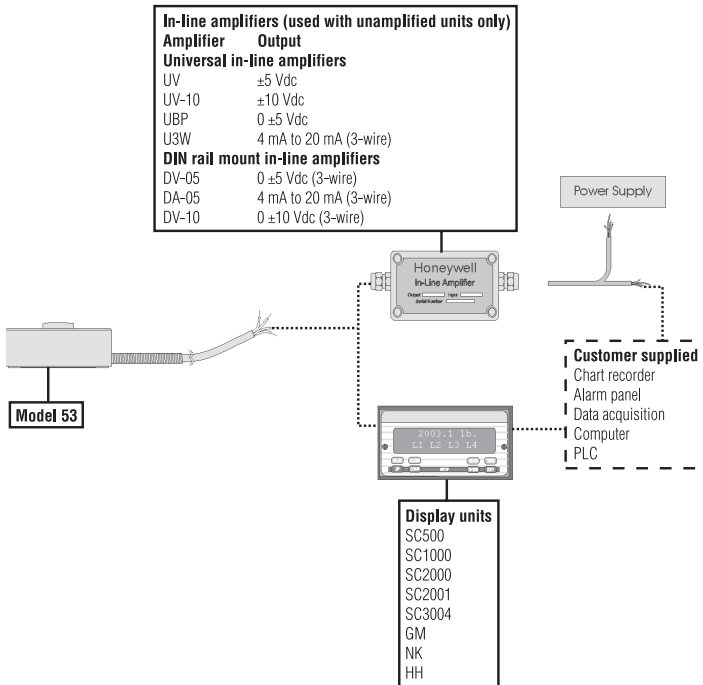 In-line amplifiers (used with unamplified units only)
Amplifier Output
Universal in-line amplifiers
UV ±5 Vdc
UV-10 ±10 Vdc
UBP 0 ±5 Vdc
U3W 4 mA to 20 mA (3-wire)
DIN rail mount in-line amplifiers
DV-05 0 ±5 Vdc (3-wire)
DA-05 4 mA to 20 mA (3-wire)
DV-10 0 ±10 Vdc (3-wire)
Power Supply
Honeywell
In-Line Amplifier
Output Input
Serial Number
Model 53
2003.1 lb.
L1 L2 L3 L4
Customer supplied
Chart recorder
Alarm panel
Data acquisition
Computer
PLC
Display units
SC500
SC1000
SC2000
SC2001
SC3004
GM
NK
HH